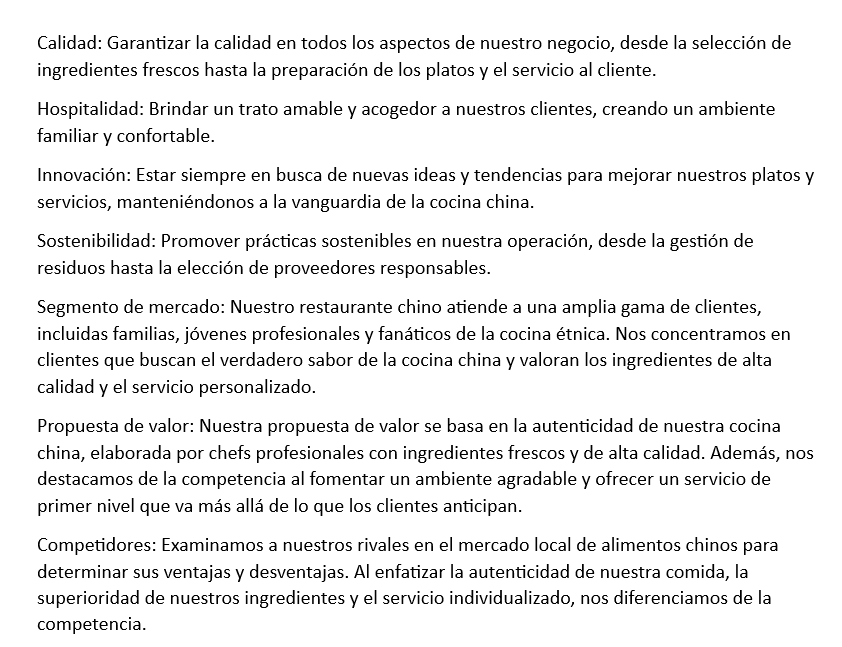 Calidad: Garantizar la calidad en todos los aspectos de nuestro negocio, desde la selección de
ingredientes frescos hasta la preparación de los platos y el servicio al cliente.
Hospitalidad: Brindar un trato amable y acogedor a nuestros clientes, creando un ambiente
familiar y confortable.
Innovación: Estar siempre en busca de nuevas ideas y tendencias para mejorar nuestros platos y
servicios, manteniéndonos a la vanguardia de la cocina china.
Sostenibilidad: Promover prácticas sostenibles en nuestra operación, desde la gestión de
residuos hasta la elección de proveedores responsables.
Segmento de mercado: Nuestro restaurante chino atiende a una amplia gama de clientes,
incluidas familias, jóvenes profesionales y fanáticos de la cocina étnica. Nos concentramos en
clientes que buscan el verdadero sabor de la cocina china y valoran los ingredientes de alta
calidad y el servicio personalizado.
Propuesta de valor: Nuestra propuesta de valor se basa en la autenticidad de nuestra cocina
china, elaborada por chefs profesionales con ingredientes frescos y de alta calidad. Además, nos
destacamos de la competencia al fomentar un ambiente agradable y ofrecer un servicio de
primer nivel que va más allá de lo que los clientes anticipan.
Competidores: Examinamos a nuestros rivales en el mercado local de alimentos chinos para
determinar sus ventajas y desventajas. Al enfatizar la autenticidad de nuestra comida, la
superioridad de nuestros ingredientes y el servicio individualizado, nos diferenciamos de la
competencia.